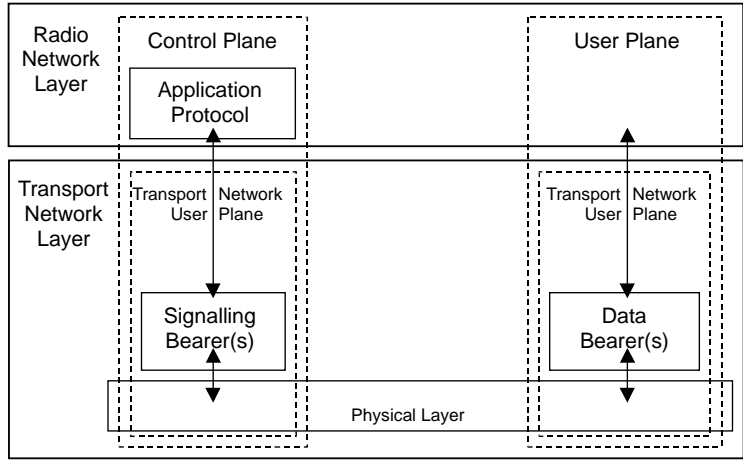 Radio
Network
Layer
Control Plane
User Plane
Application
Protocol
Transport
Network
Layer
Transport Network
User Plane
Transport Network
User Plane
Signalling
Bearer(s)
Data
Bearer(s)
Physical Layer